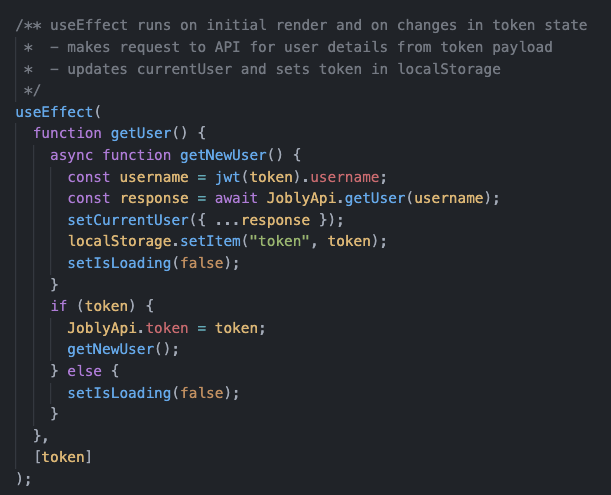 /** useEffect runs on initial render and on changes in token state
 *  - makes request to API for user details from token payload
 *  - updates currentUser and sets token in localStorage
 */
useEffect(
  function getUser() {
    async function getNewUser() {
      const username = jwt(token).username;
      const response = await JoblyApi.getUser(username);
      setCurrentUser({ ...response });
      localStorage.setItem("token", token);
      setIsLoading(false);
    }
    if (token) {
      JoblyApi.token = token;
      getNewUser();
    } else {
      setIsLoading(false);
    }
  },
  [token]
);